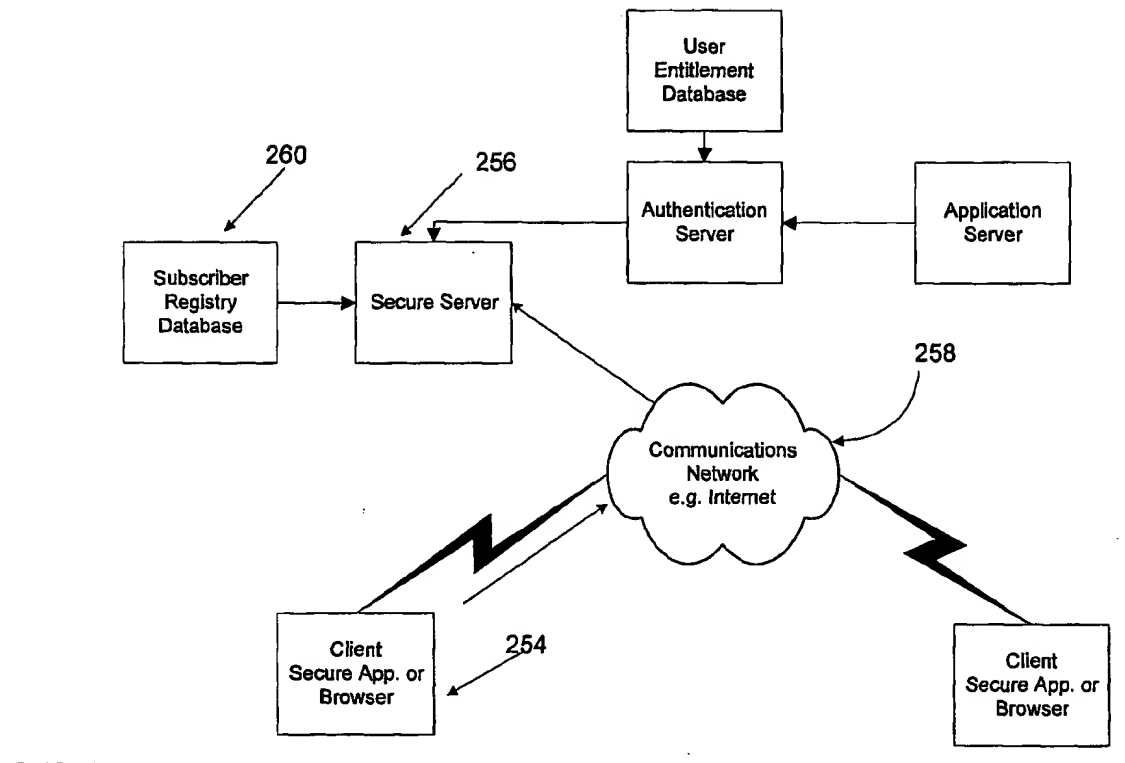 User
Entitlement
Database
260
256
Authentication
Server
Application
Server
Subscriber
Registry
Database
Secure Server
258
Communications
Network
e.g. Internet
254
Client
Secure App. or
Browser
Client
Secure App. or
Browser